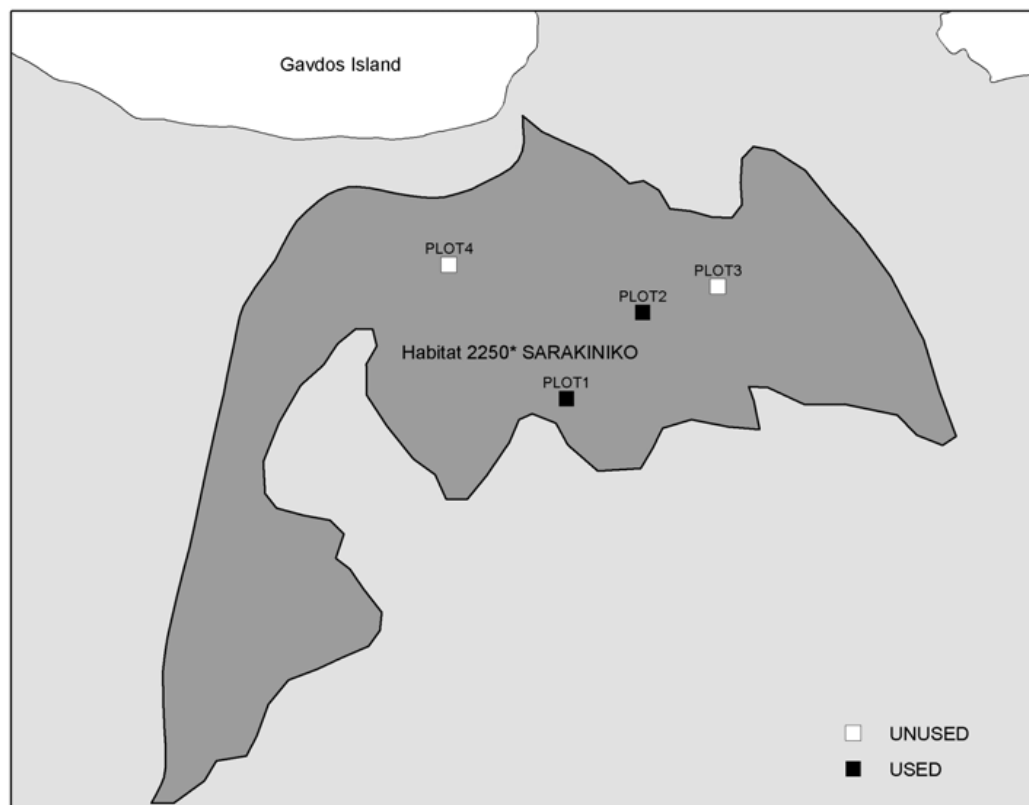 Gavdos Island
PLOT4
PLOT3
PLOT2
Habitat 2250* SARAKINIKO
PLOT1
UNUSED
USED